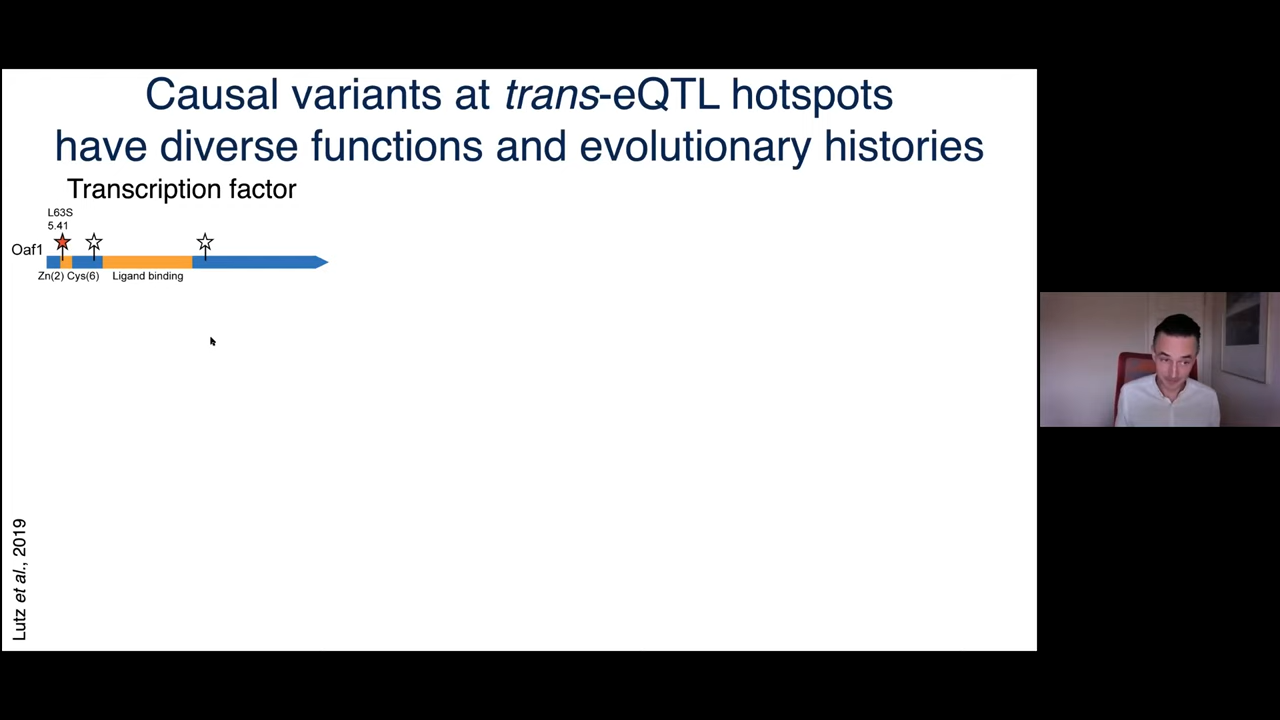 Causal variants at trans-eQTL hotspots
have diverse functions and evolutionary histories
Transcription factor
L63S
5.41
Oaf1
Zn(2) Cys(6)
Ligand binding
Lutz et al., 2019